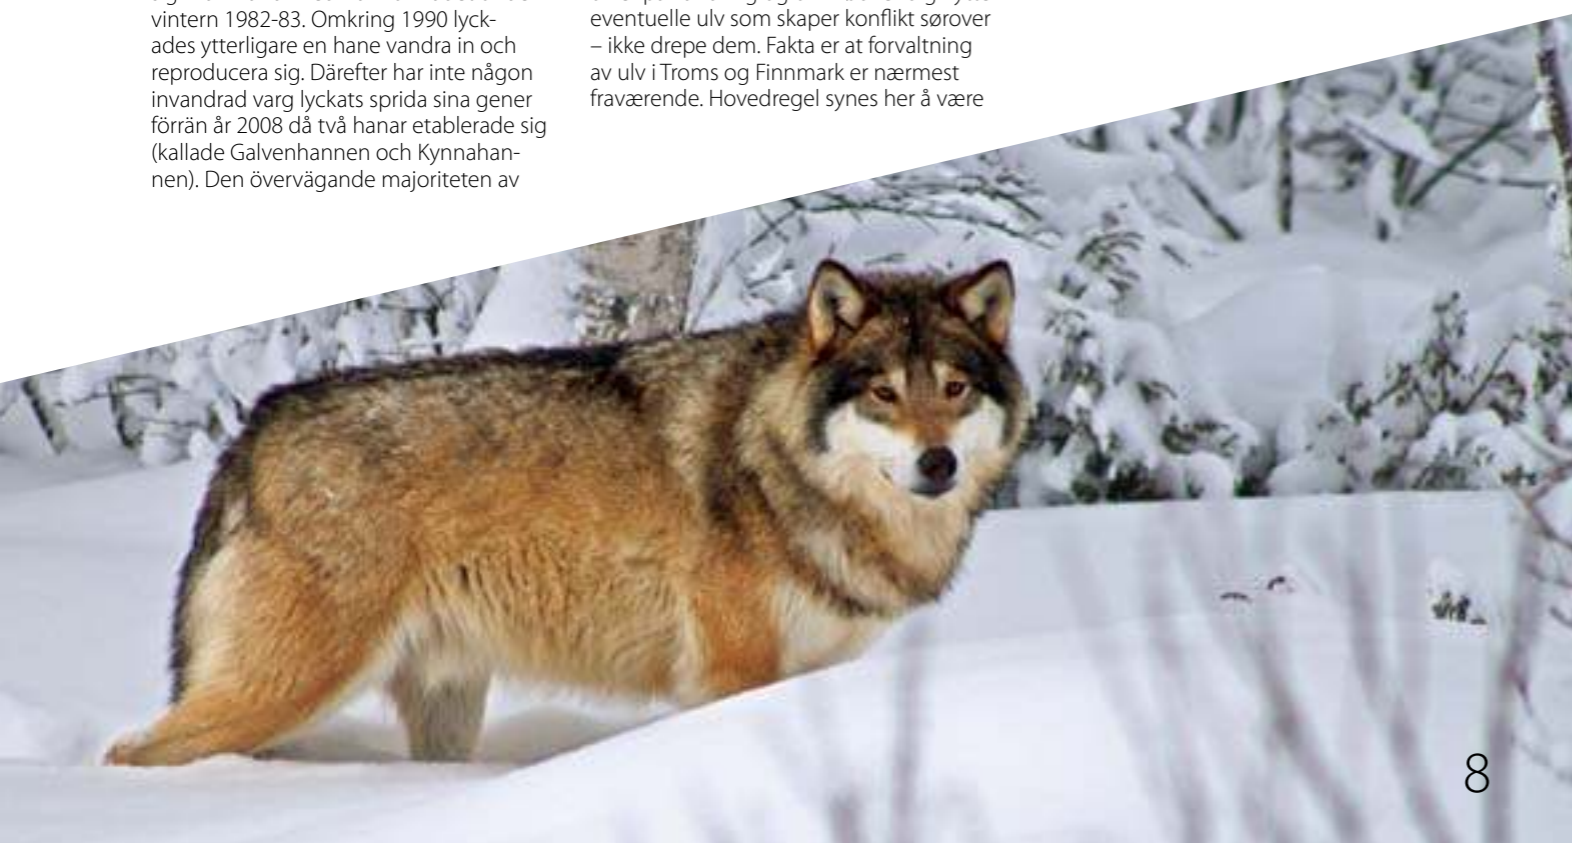 vintern 1982-83. Omkring 1990 lyck-
ades ytterligare en hane vandra in och
reproducera sig. Därefter har inte någon
invandrad varg lyckats sprida sina gener
förrän år 2008 då två hanar etablerade sig
(kallade Galvenhannen och Kynnahan-
nen). Den övervägande majoriteten av
eventuelle ulv som skaper konflikt sørover
– ikke drepe dem. Fakta er at forvaltning
av ulv i Troms og Finnmark er nærmest
fraværende. Hovedregel synes her å være
8